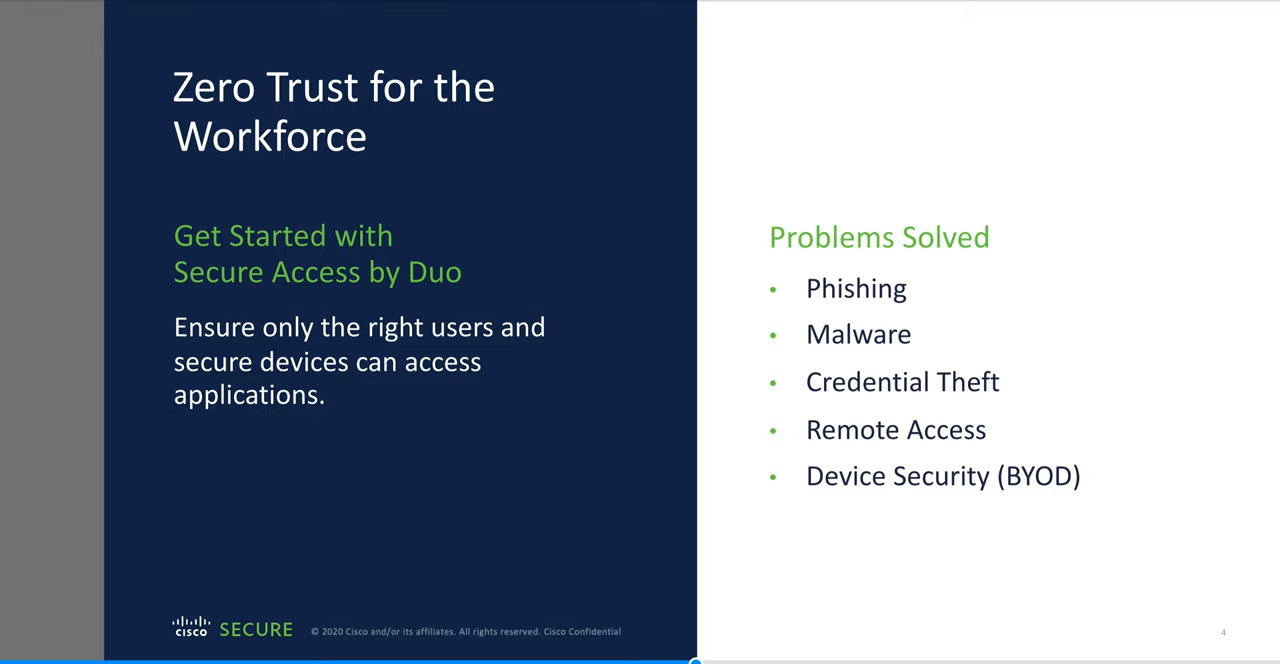 Zero Trust for the
Workforce
Get Started with
Secure Access by Duo
Ensure only the right users and
secure devices can access
applications.
Problems Solved
• Phishing
• Malware
• Credential Theft
• Remote Access
• Device Security (BYOD)
cisco SECURE © 2020 Cisco and/or its affiliates. All rights reserved. Cisco Confidential
4